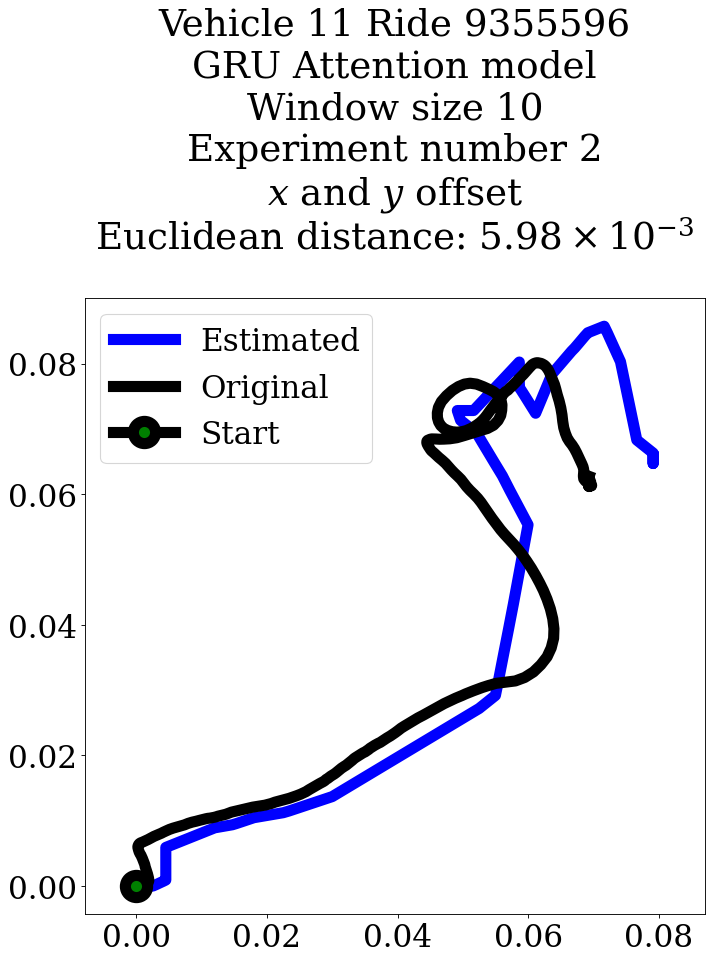 Vehicle 11 Ride 9355596
GRU Attention model
Window size 10
Experiment number 2
x and y offset
Euclidean distance: 5.98 × 10⁻³
Estimated
Original
Start
0.08
0.06
0.04
0.02
0.00
0.00 0.02 0.04 0.06 0.08